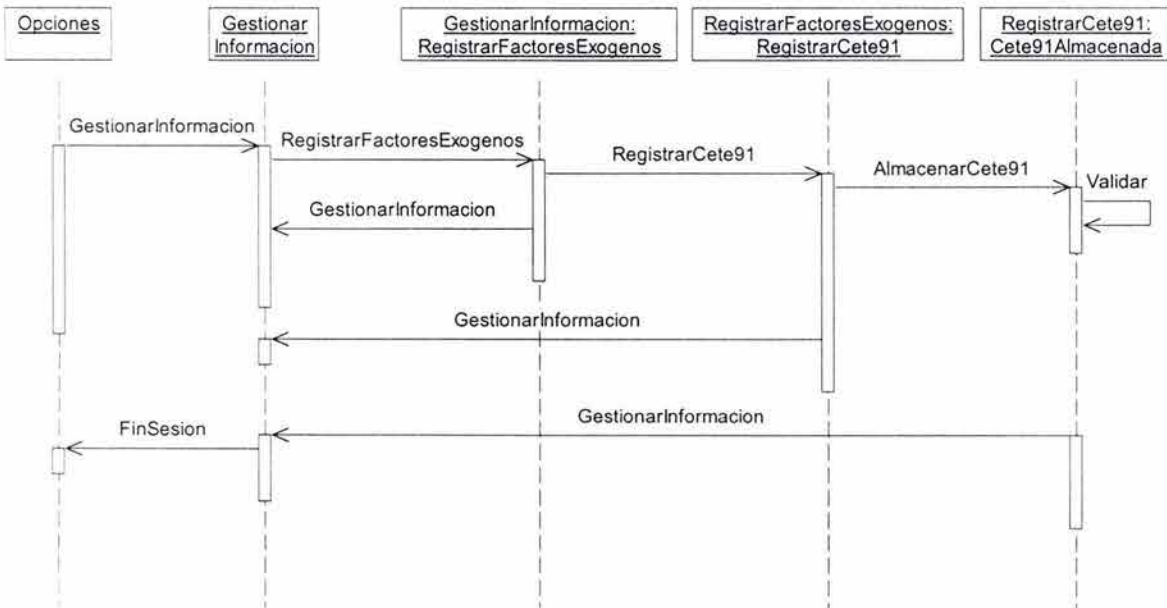 Opciones
Gestionar
Informacion
GestionarInformacion:
RegistrarFactoresExogenos
RegistrarFactoresExogenos:
RegistrarCete91
RegistrarCete91:
Cete91Almacenada
GestionarInformacion
RegistrarFactoresExogenos
RegistrarCete91
AlmacenarCete91
Validar
GestionarInformacion
GestionarInformacion
GestionarInformacion
FinSesion